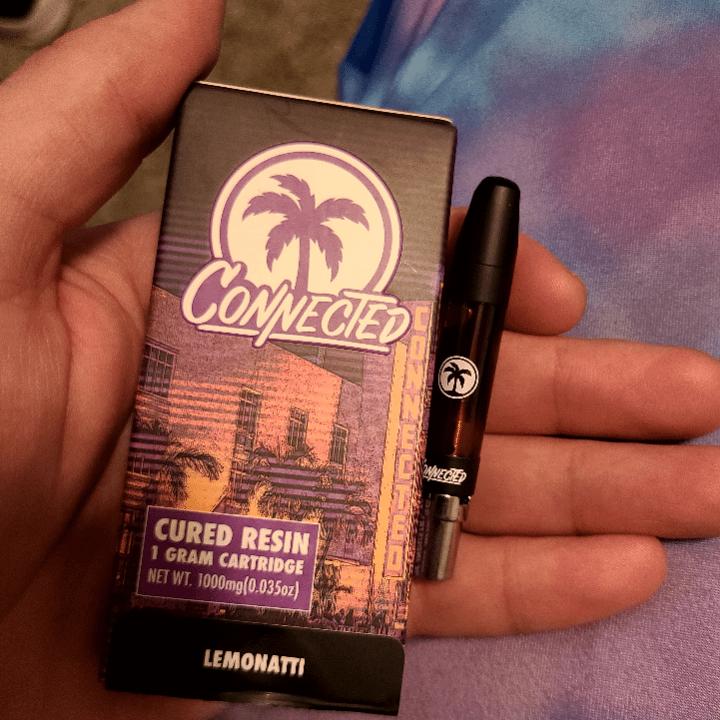 CONNECTED
CONNECTED
CURED RESIN
1 GRAM CARTRIDGE
NET WT. 1000mg(0.035oz)
LEMONATTI
CONNECTED